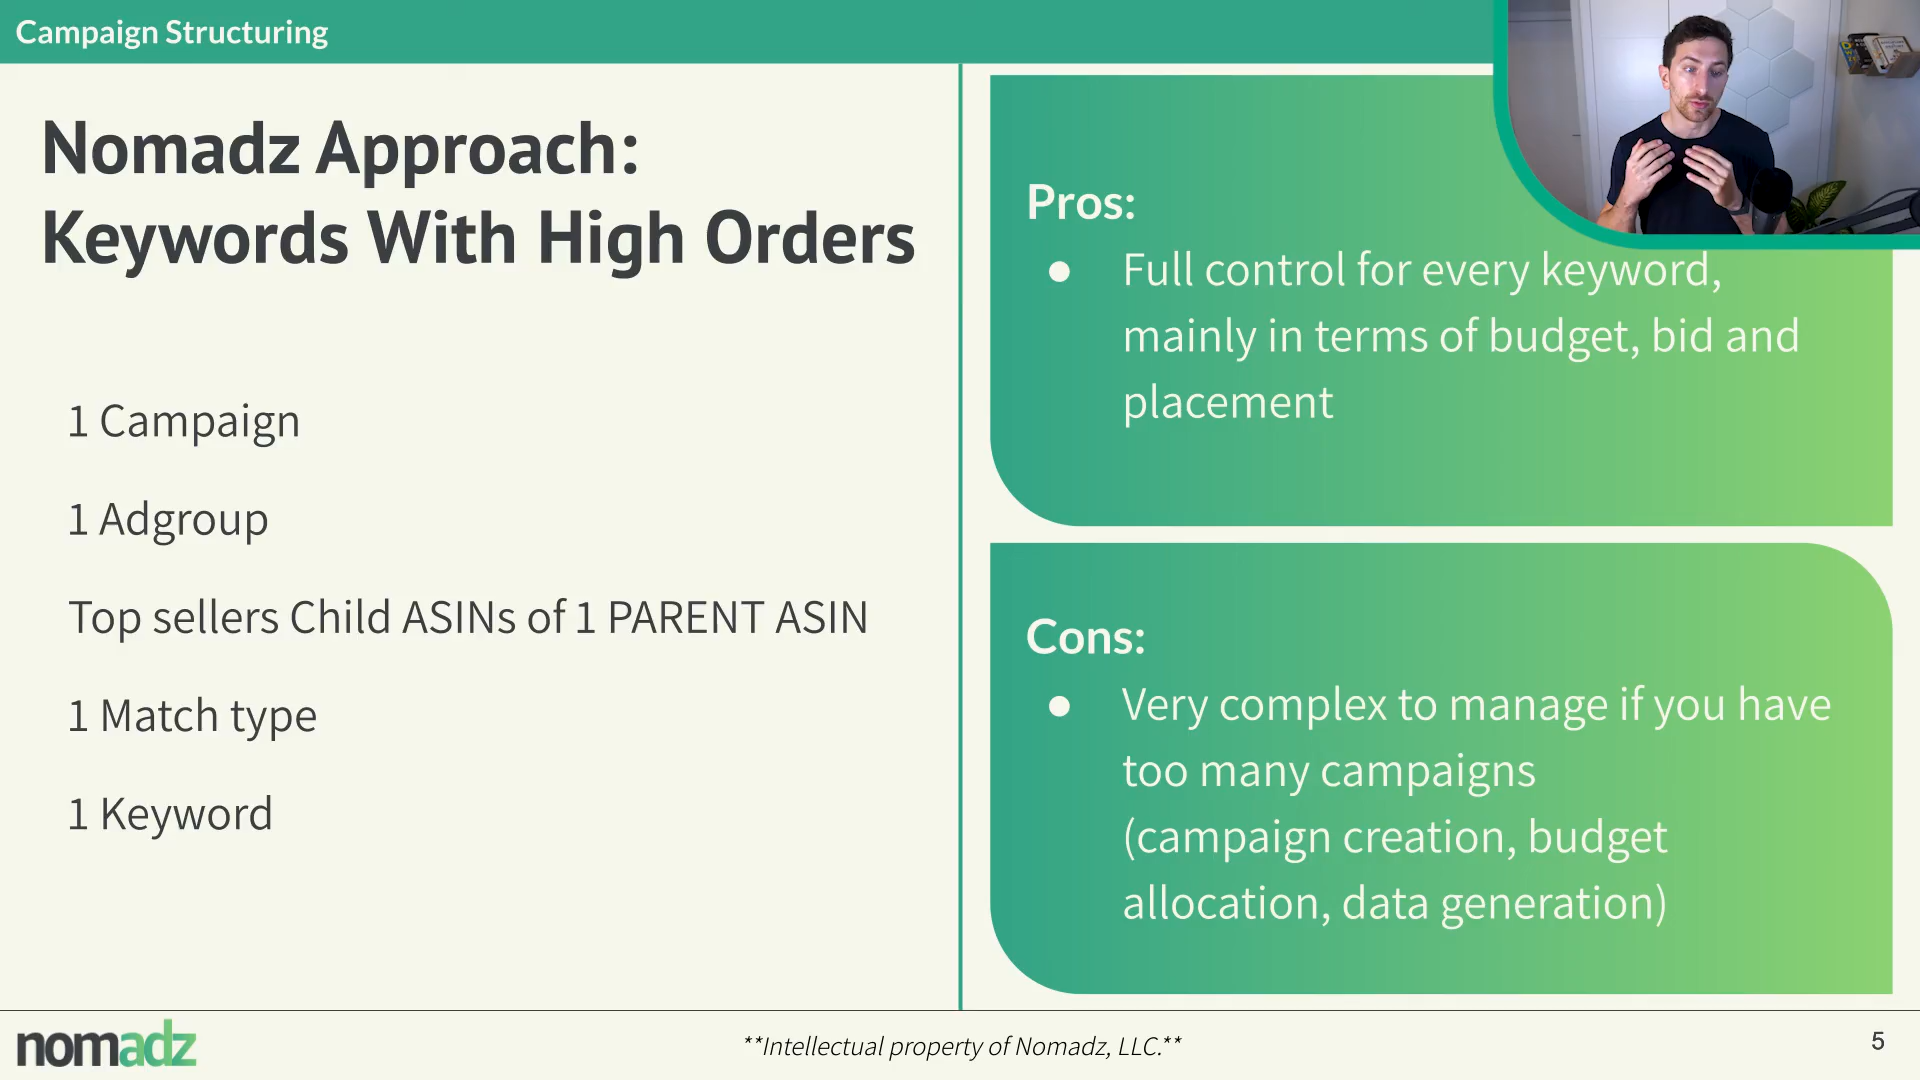 Campaign Structuring
Nomadz Approach:
Keywords With High Orders
1 Campaign
1 Adgroup
Top sellers Child ASINs of 1 PARENT ASIN
1 Match type
1 Keyword
Pros:
● Full control for every keyword,
mainly in terms of budget, bid and
placement
Cons:
● Very complex to manage if you have
too many campaigns
(campaign creation, budget
allocation, data generation)
nomadz
**Intellectual property of Nomadz, LLC.**
5